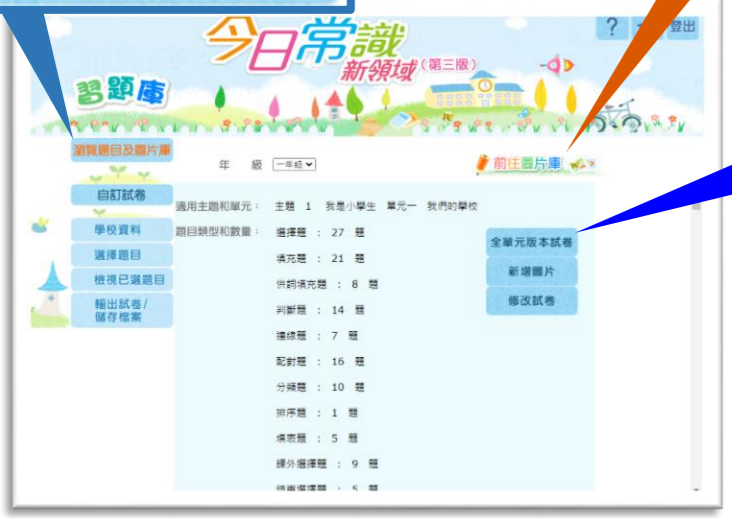 今日常識
新領域(第三版)
? 登出
習題庫
瀏覽題目及圖片庫
年 級 一年級
前往圖片庫
自訂試卷
適用主題和單元: 主題 1 我是小學生 單元一 我們的學校
學校資料
題目類型和數量: 選擇題 : 27 題
全單元版本試卷
選擇題目
填充題 : 21 題
新增圖片
檢視已選題目
供詞填充題 : 8 題
修改試卷
輸出試卷/
儲存檔案
判斷題 : 14 題
連線題 : 7 題
配對題 : 16 題
分類題 : 10 題
排序題 : 1 題
填表題 : 5 題
課外選擇題 : 9 題